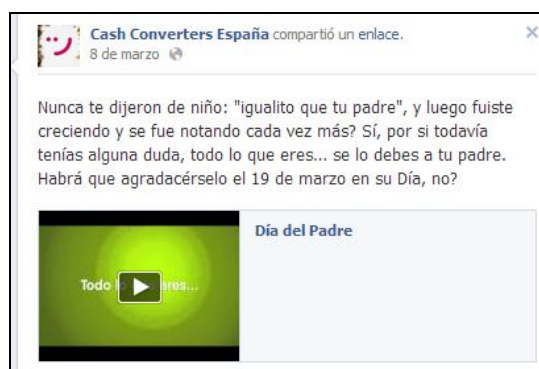 Cash Converters España compartió un enlace.
8 de marzo
Nunca te dijeron de niño: "igualito que tu padre", y luego fuiste
creciendo y se fue notando cada vez más? Sí, por si todavía
tenías alguna duda, todo lo que eres... se lo debes a tu padre.
Habrá que agradacérselo el 19 de marzo en su Día, no?
Día del Padre
Todo eres...